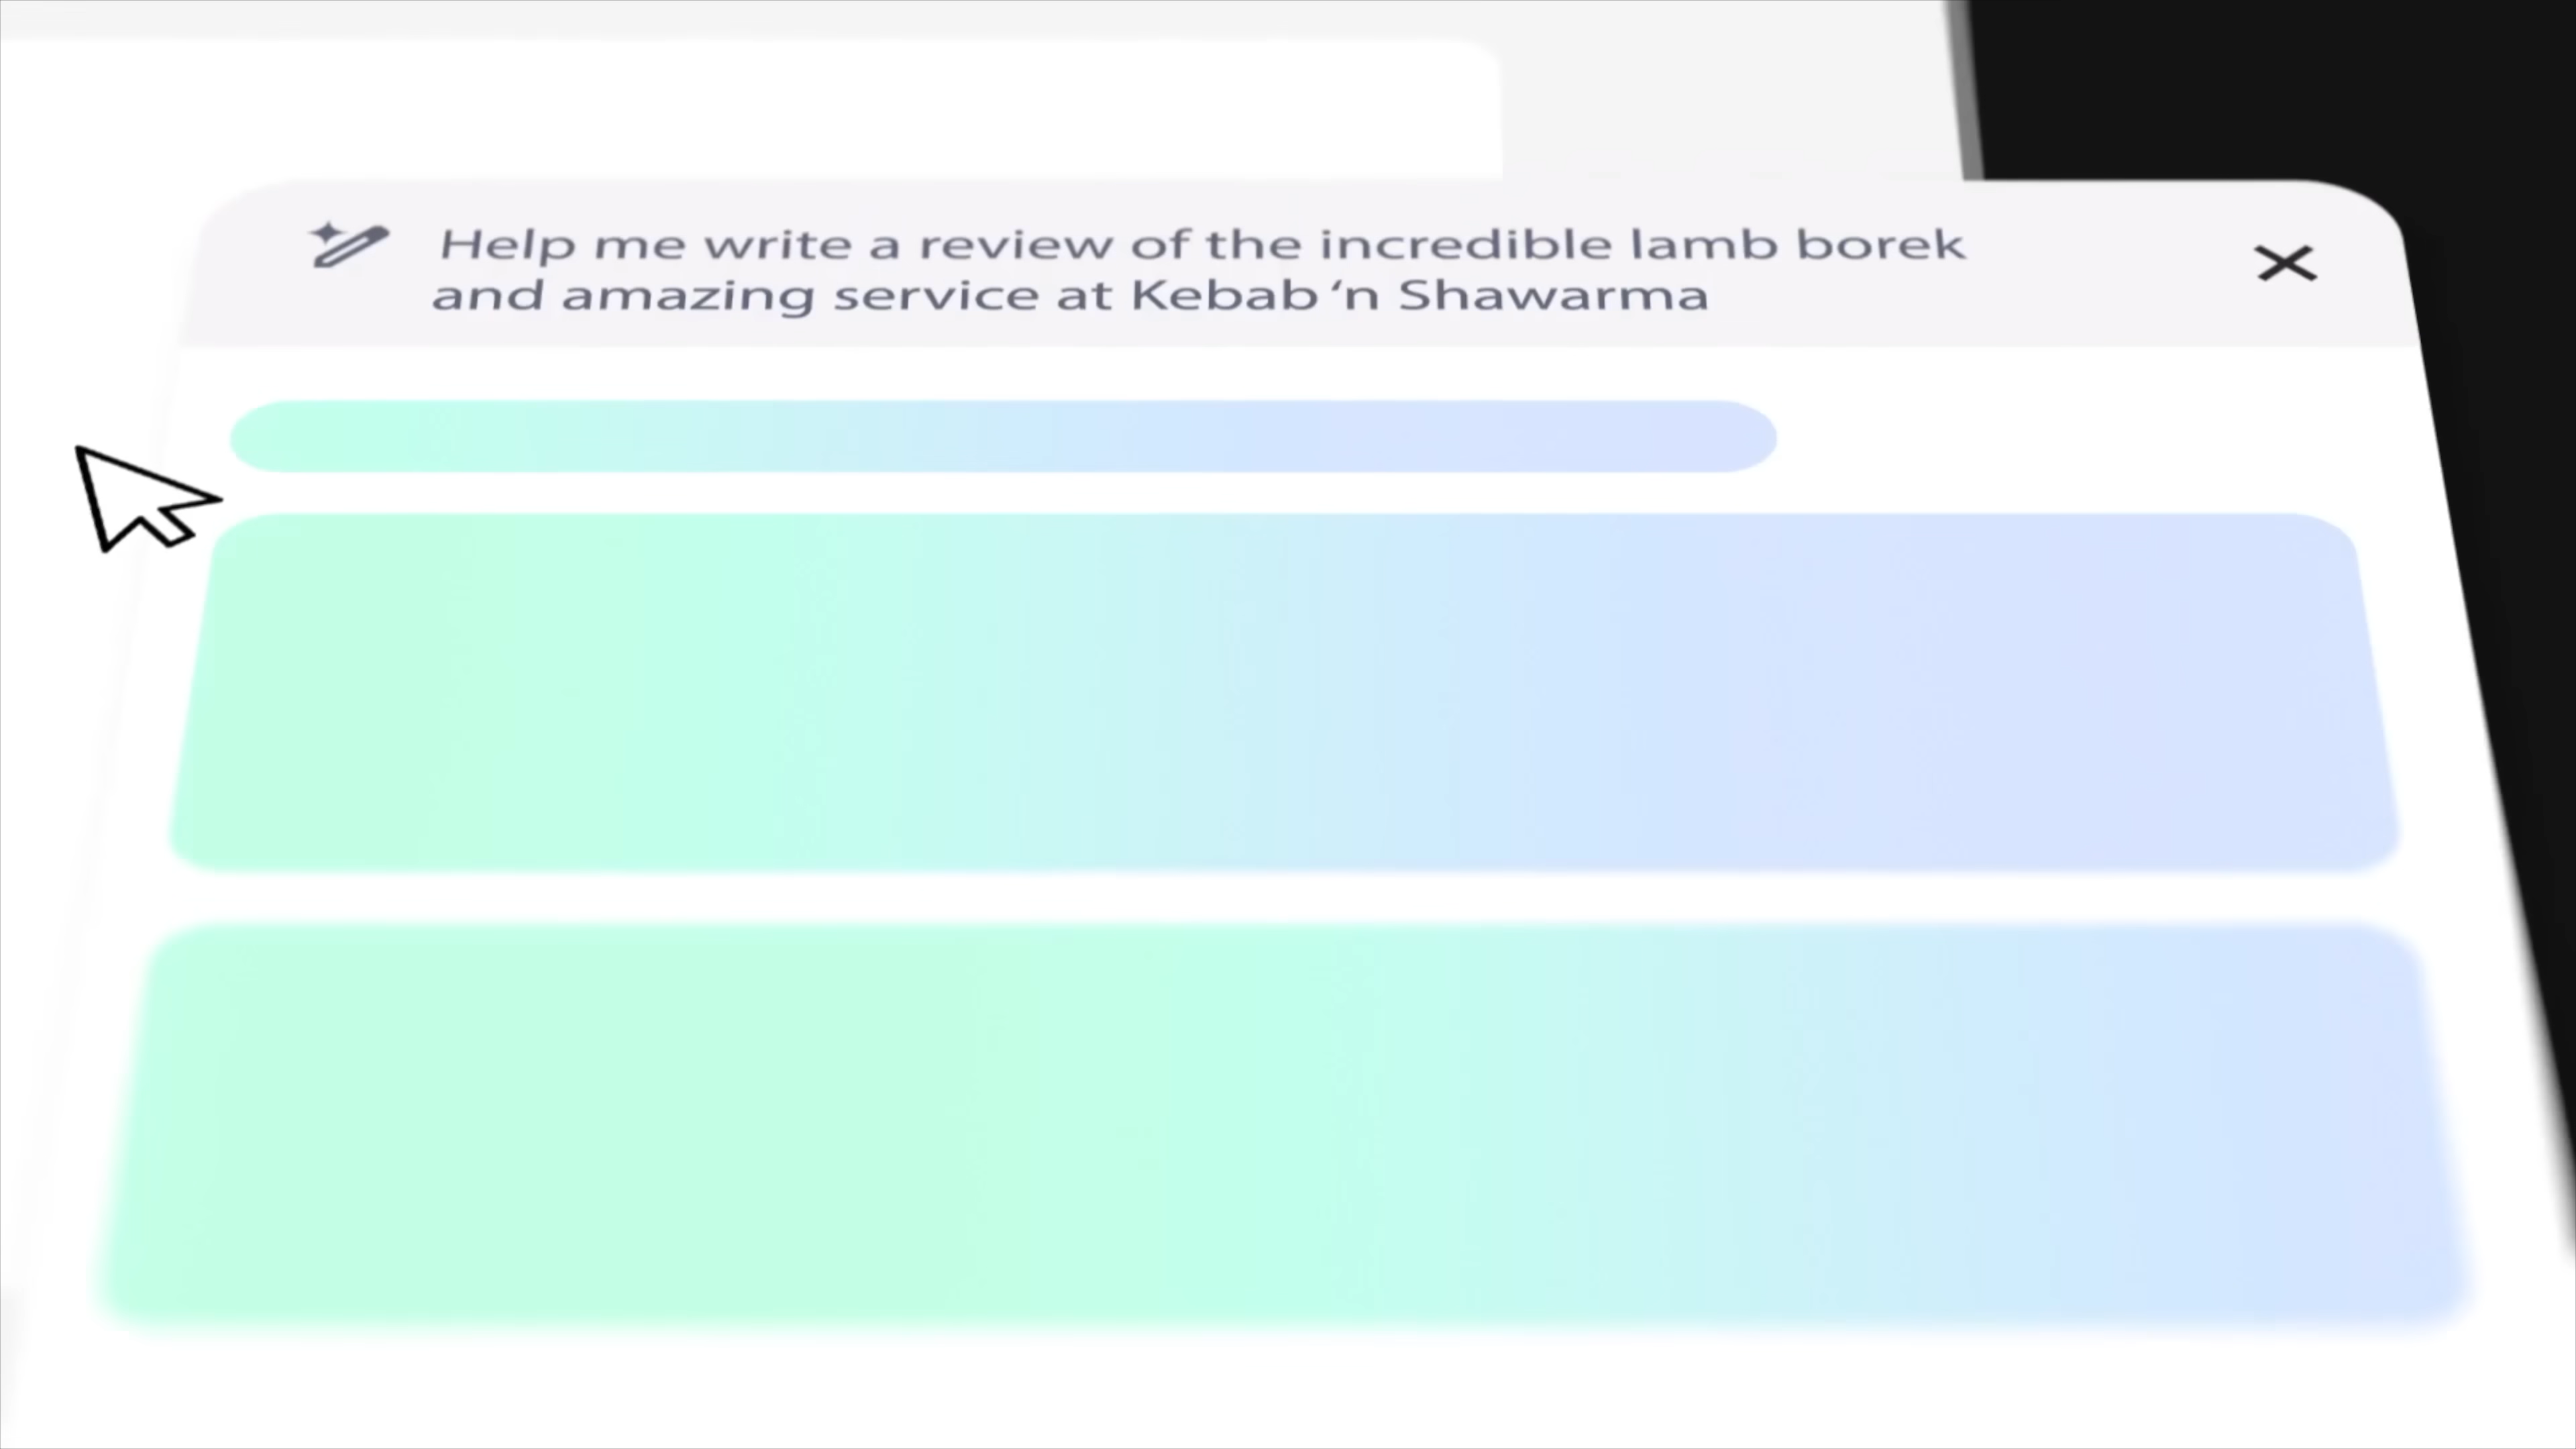 Help me write a review of the incredible lamb borek
and amazing service at Kebab ‘n Shawarma